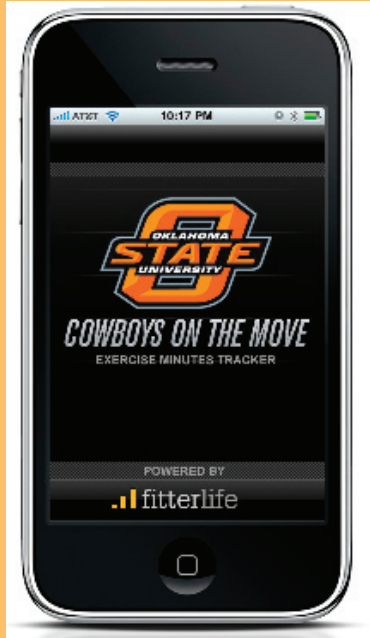 AT&T 10:17 PM
OKLAHOMA
STATE
UNIVERSITY
COWBOYS ON THE MOVE
EXERCISE MINUTES TRACKER
POWERED BY
fitterlife